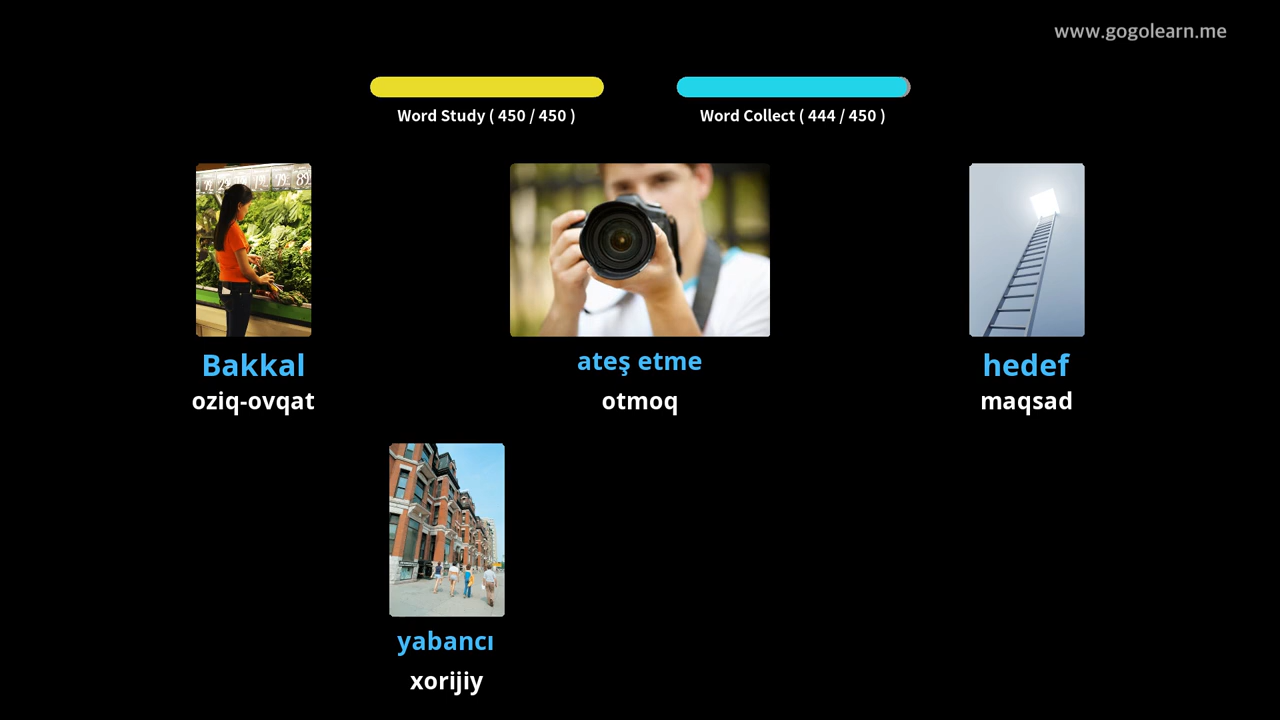 www.gogolearn.me
Word Study ( 450 / 450 )
Word Collect ( 444 / 450 )
Bakkal
oziq-ovqat
ateş etme
otmoq
hedef
maqsad
yabancı
xorijiy